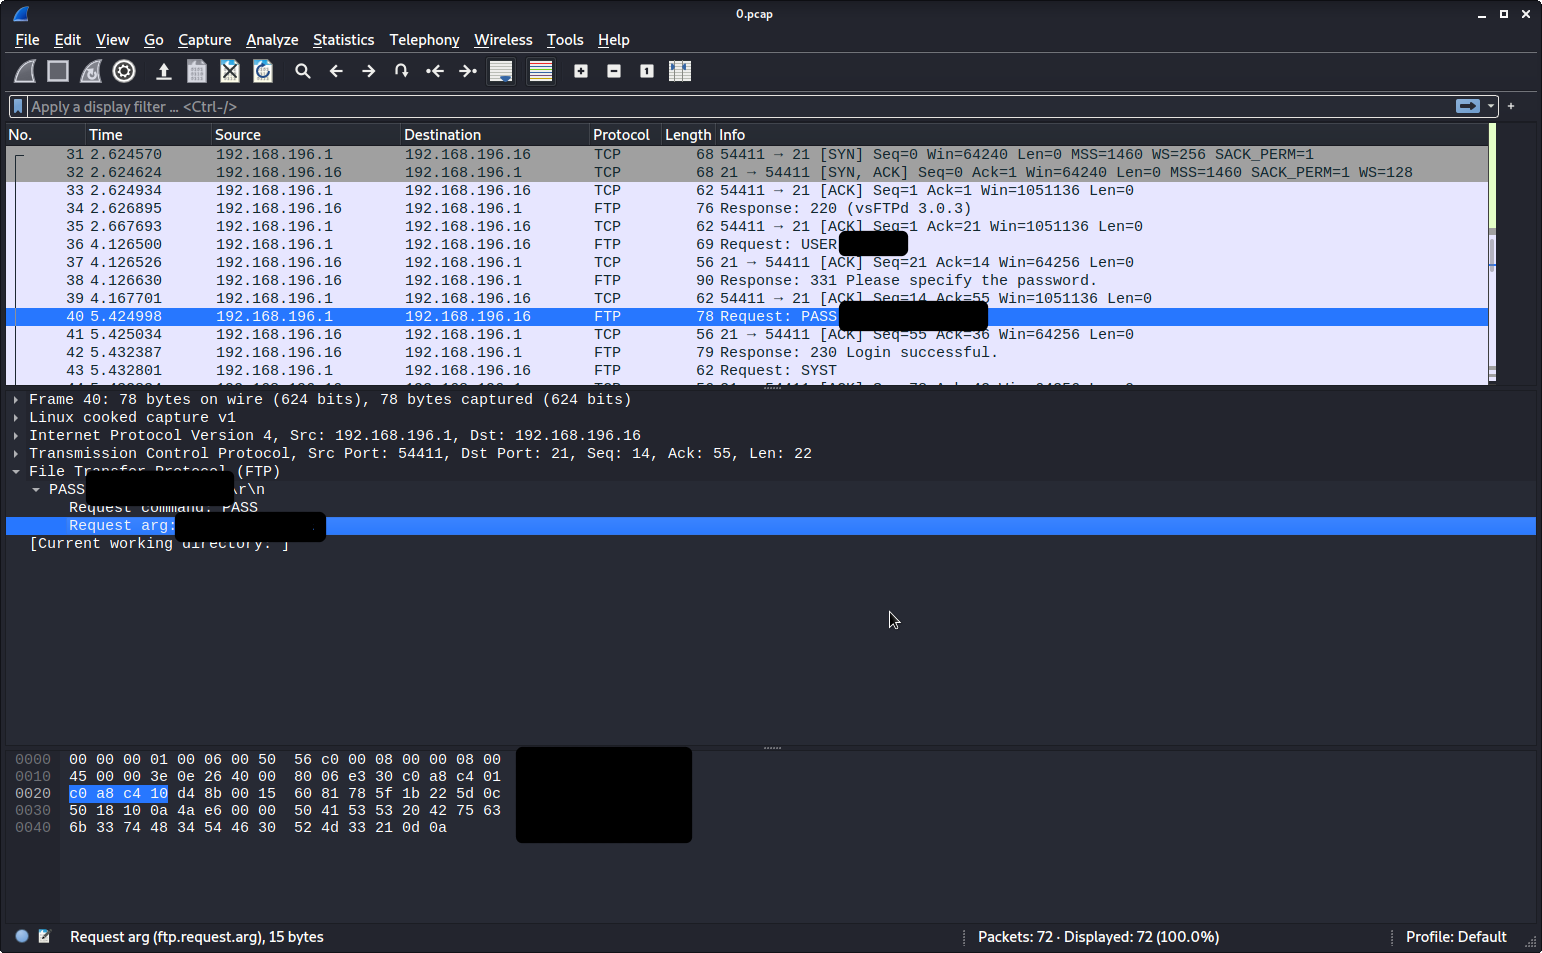 0.pcap
File Edit View Go Capture Analyze Statistics Telephony Wireless Tools Help
Apply a display filter ... <Ctrl-/>
No. Time Source Destination Protocol Length Info
31 2.624570 192.168.196.1 192.168.196.16 TCP 68 54411 → 21 [SYN] Seq=0 Win=64240 Len=0 MSS=1460 WS=256 SACK_PERM=1
32 2.624624 192.168.196.16 192.168.196.1 TCP 68 21 → 54411 [SYN, ACK] Seq=0 Ack=1 Win=64240 Len=0 MSS=1460 SACK_PERM=1 WS=128
33 2.624934 192.168.196.1 192.168.196.16 TCP 62 54411 → 21 [ACK] Seq=1 Ack=1 Win=1051136 Len=0
34 2.626895 192.168.196.16 192.168.196.1 FTP 76 Response: 220 (vsFTPd 3.0.3)
35 2.667693 192.168.196.1 192.168.196.16 TCP 62 54411 → 21 [ACK] Seq=1 Ack=21 Win=1051136 Len=0
36 4.126500 192.168.196.1 192.168.196.16 FTP 69 Request: USER
37 4.126526 192.168.196.16 192.168.196.1 TCP 56 21 → 54411 [ACK] Seq=21 Ack=14 Win=64256 Len=0
38 4.126630 192.168.196.16 192.168.196.1 FTP 90 Response: 331 Please specify the password.
39 4.167701 192.168.196.1 192.168.196.16 TCP 62 54411 → 21 [ACK] Seq=14 Ack=55 Win=1051136 Len=0
40 5.424998 192.168.196.1 192.168.196.16 FTP 78 Request: PASS
41 5.425034 192.168.196.16 192.168.196.1 TCP 56 21 → 54411 [ACK] Seq=55 Ack=36 Win=64256 Len=0
42 5.432387 192.168.196.16 192.168.196.1 FTP 79 Response: 230 Login successful.
43 5.432801 192.168.196.1 192.168.196.16 FTP 62 Request: SYST
Frame 40: 78 bytes on wire (624 bits), 78 bytes captured (624 bits)
Linux cooked capture v1
Internet Protocol Version 4, Src: 192.168.196.1, Dst: 192.168.196.16
Transmission Control Protocol, Src Port: 54411, Dst Port: 21, Seq: 14, Ack: 55, Len: 22
File Transfer Protocol (FTP)
PASS \r\n
Request command: PASS
Request arg:
[Current working directory: ]
0000 00 00 00 01 00 06 00 50 56 c0 00 08 00 00 08 00
0010 45 00 00 3e 0e 26 40 00 80 06 e3 30 c0 a8 c4 01
0020 c0 a8 c4 10 d4 8b 00 15 60 81 78 5f 1b 22 5d 0c
0030 50 18 10 0a 4a e6 00 00 50 41 53 53 20 42 75 63
0040 6b 33 74 48 34 54 46 30 52 4d 33 21 0d 0a
Request arg (ftp.request.arg), 15 bytes Packets: 72 · Displayed: 72 (100.0%) Profile: Default